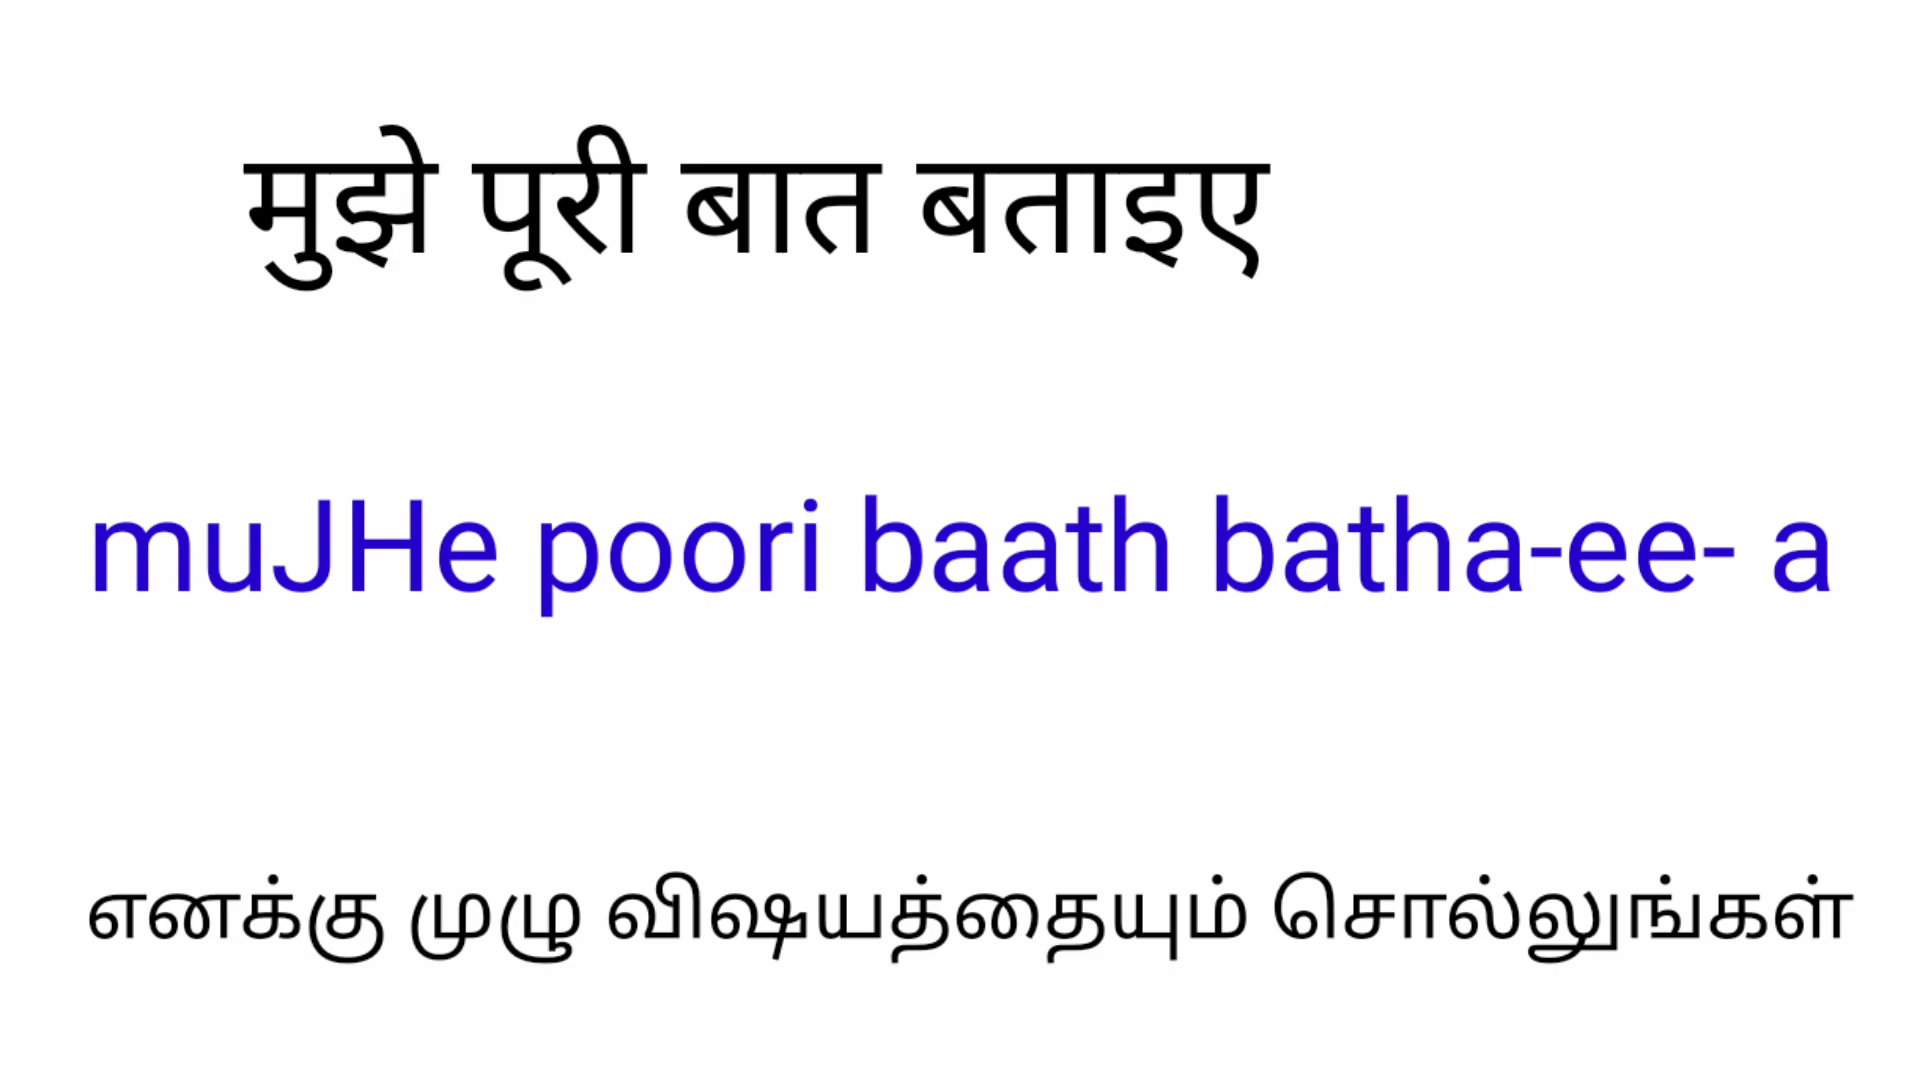 मुझे पूरी बात बताइए
muJHe poori baath batha-ee- a
எனக்கு முழு விஷயத்தையும் சொல்லுங்கள்